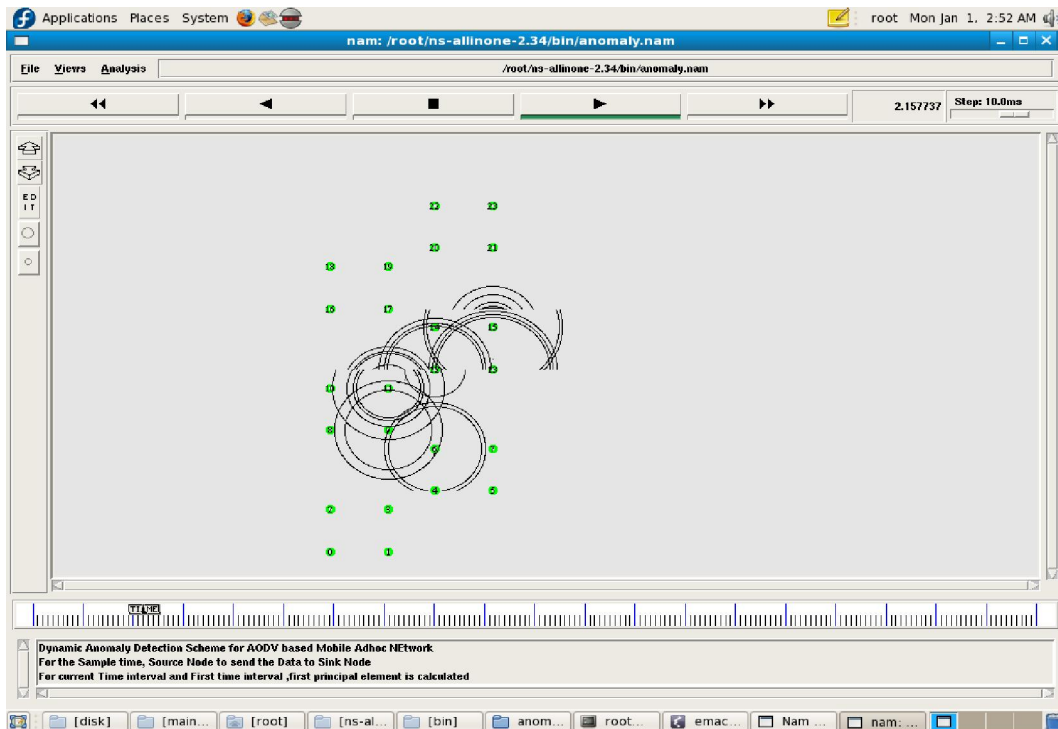 Applications Places System root Mon Jan 1, 2:52 AM
nam: /root/ns-allinone-2.34/bin/anomaly.nam
File Views Analysis /root/ns-allinone-2.34/bin/anomaly.nam
2.157737 Step: 10.0ms
E D
I T
22 23
20 21
18 19
16 17
14 15
13
10
8
6 7
4 5
2 3
0 1
TIME
Dynamic Anomaly Detection Scheme for AODV based Mobile Adhoc NEtwork
For the Sample time, Source Node to send the Data to Sink Node
For current Time interval and First time interval ,first principal element is calculated
[disk] [main... [root] [ns-al... [bin] anom... root... emac... Nam ... nam: ...